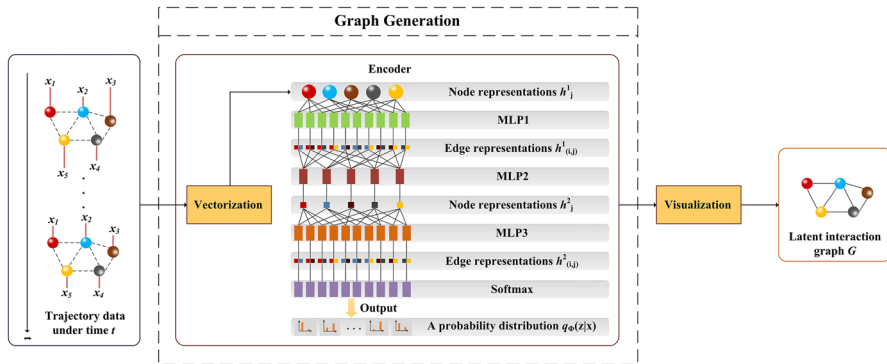 Graph Generation
x1
x2
x3
x5
x4
x1
x2
x3
x5
x4
t
Trajectory data
under time t
Vectorization
Encoder
Node representations h¹j
MLP1
Edge representations h¹(i,j)
MLP2
Node representations h²j
MLP3
Edge representations h²(i,j)
Softmax
Output
...
A probability distribution qΦ(z|x)
Visualization
Latent interaction
graph G